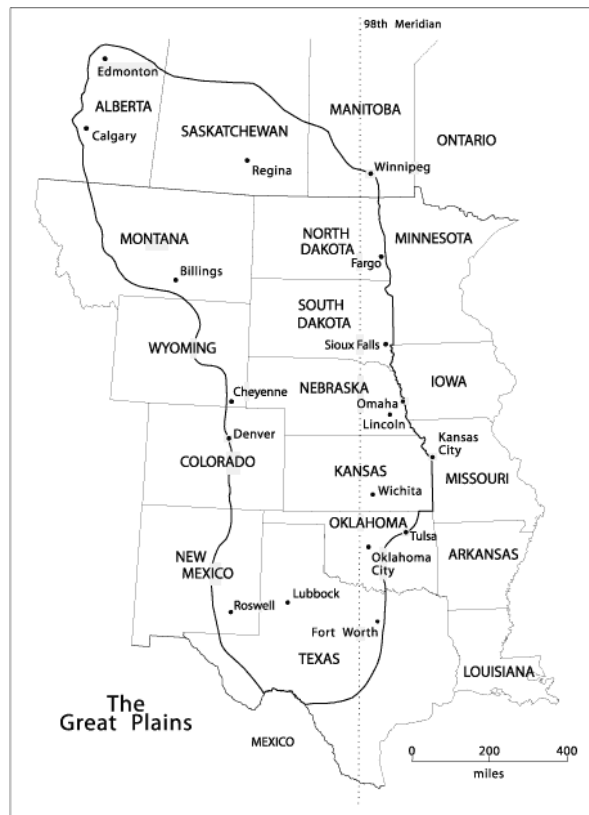 98th Meridian
Edmonton
ALBERTA
MANITOBA
SASKATCHEWAN
Calgary
ONTARIO
Regina
Winnipeg
NORTH
DAKOTA
MINNESOTA
MONTANA
Fargo
Billings
SOUTH
DAKOTA
WYOMING
Sioux Falls
NEBRASKA
IOWA
Cheyenne
Omaha
Lincoln
Denver
Kansas
City
COLORADO
KANSAS
MISSOURI
Wichita
OKLAHOMA
Tulsa
NEW
MEXICO
Oklahoma
City
ARKANSAS
Lubbock
Roswell
Fort Worth
TEXAS
LOUISIANA
The
Great Plains
MEXICO
0 200 400
miles